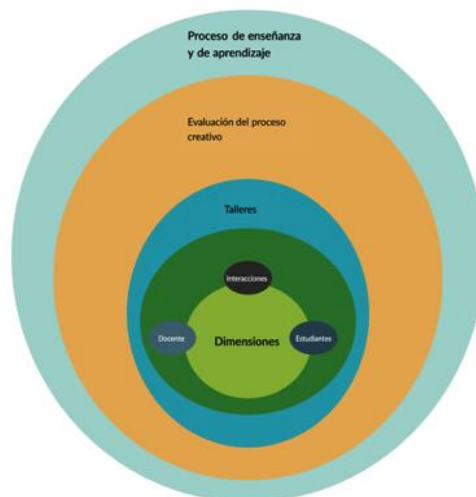 Proceso de enseñanza
y de aprendizaje
Evaluación del proceso
creativo
Talleres
Interacciones
Docente
Dimensiones
Estudiantes